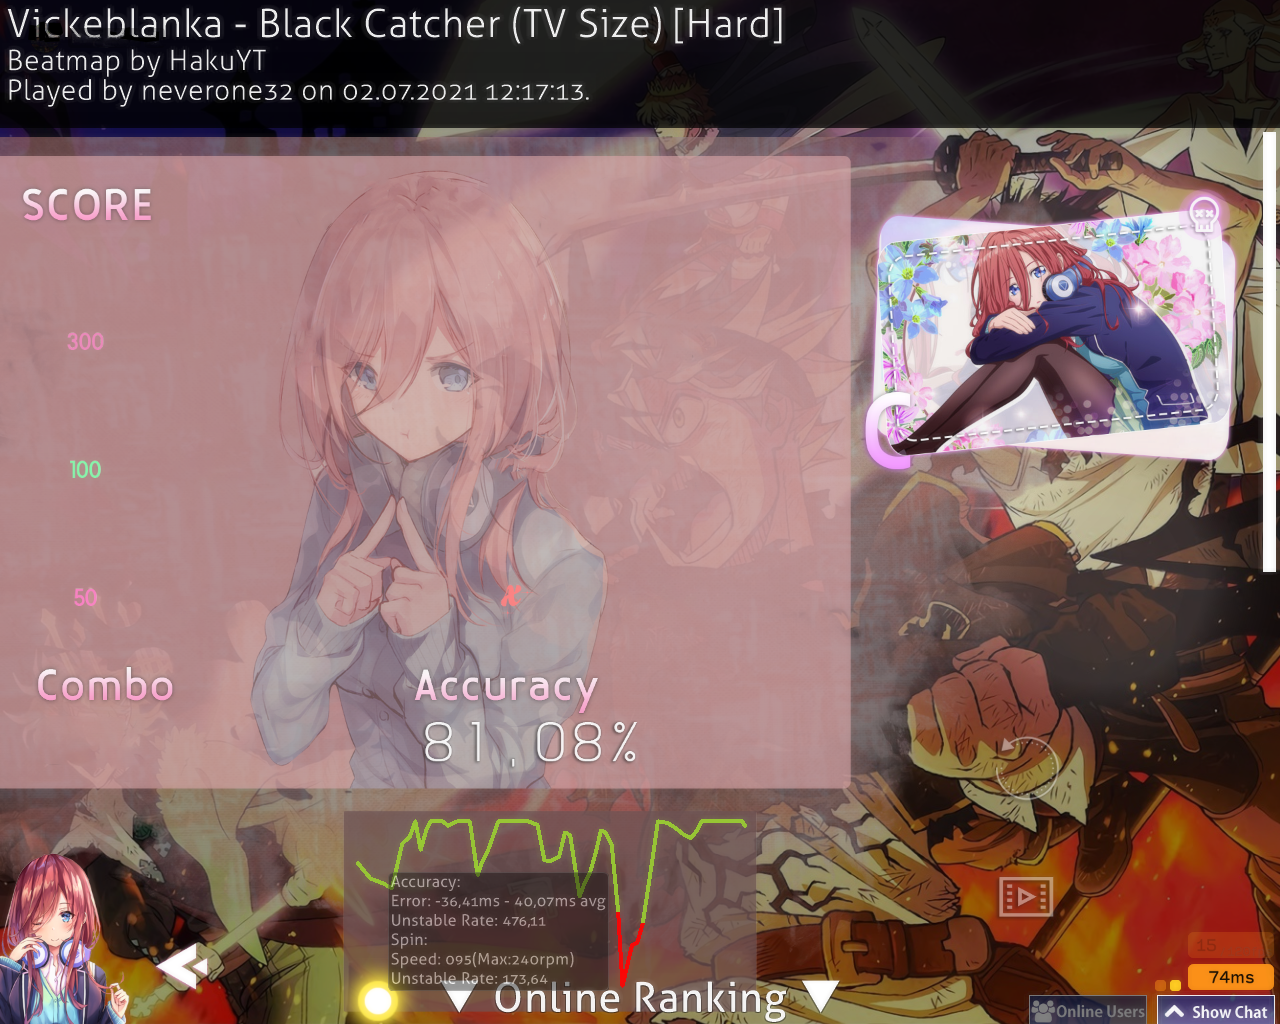 Vickeblanka - Black Catcher (TV Size) [Hard]
Beatmap by HakuYT
Played by neverone32 on 02.07.2021 12:17:13.
SCORE
300
100
50
Combo
Accuracy
81,08%
C
Accuracy:
Error: -36,41ms - 40,07ms avg
Unstable Rate: 476,11
Spin:
Speed: 095(Max:240rpm)
Unstable Rate: 173,64
Online Ranking
15
74ms
Online Users
Show Chat